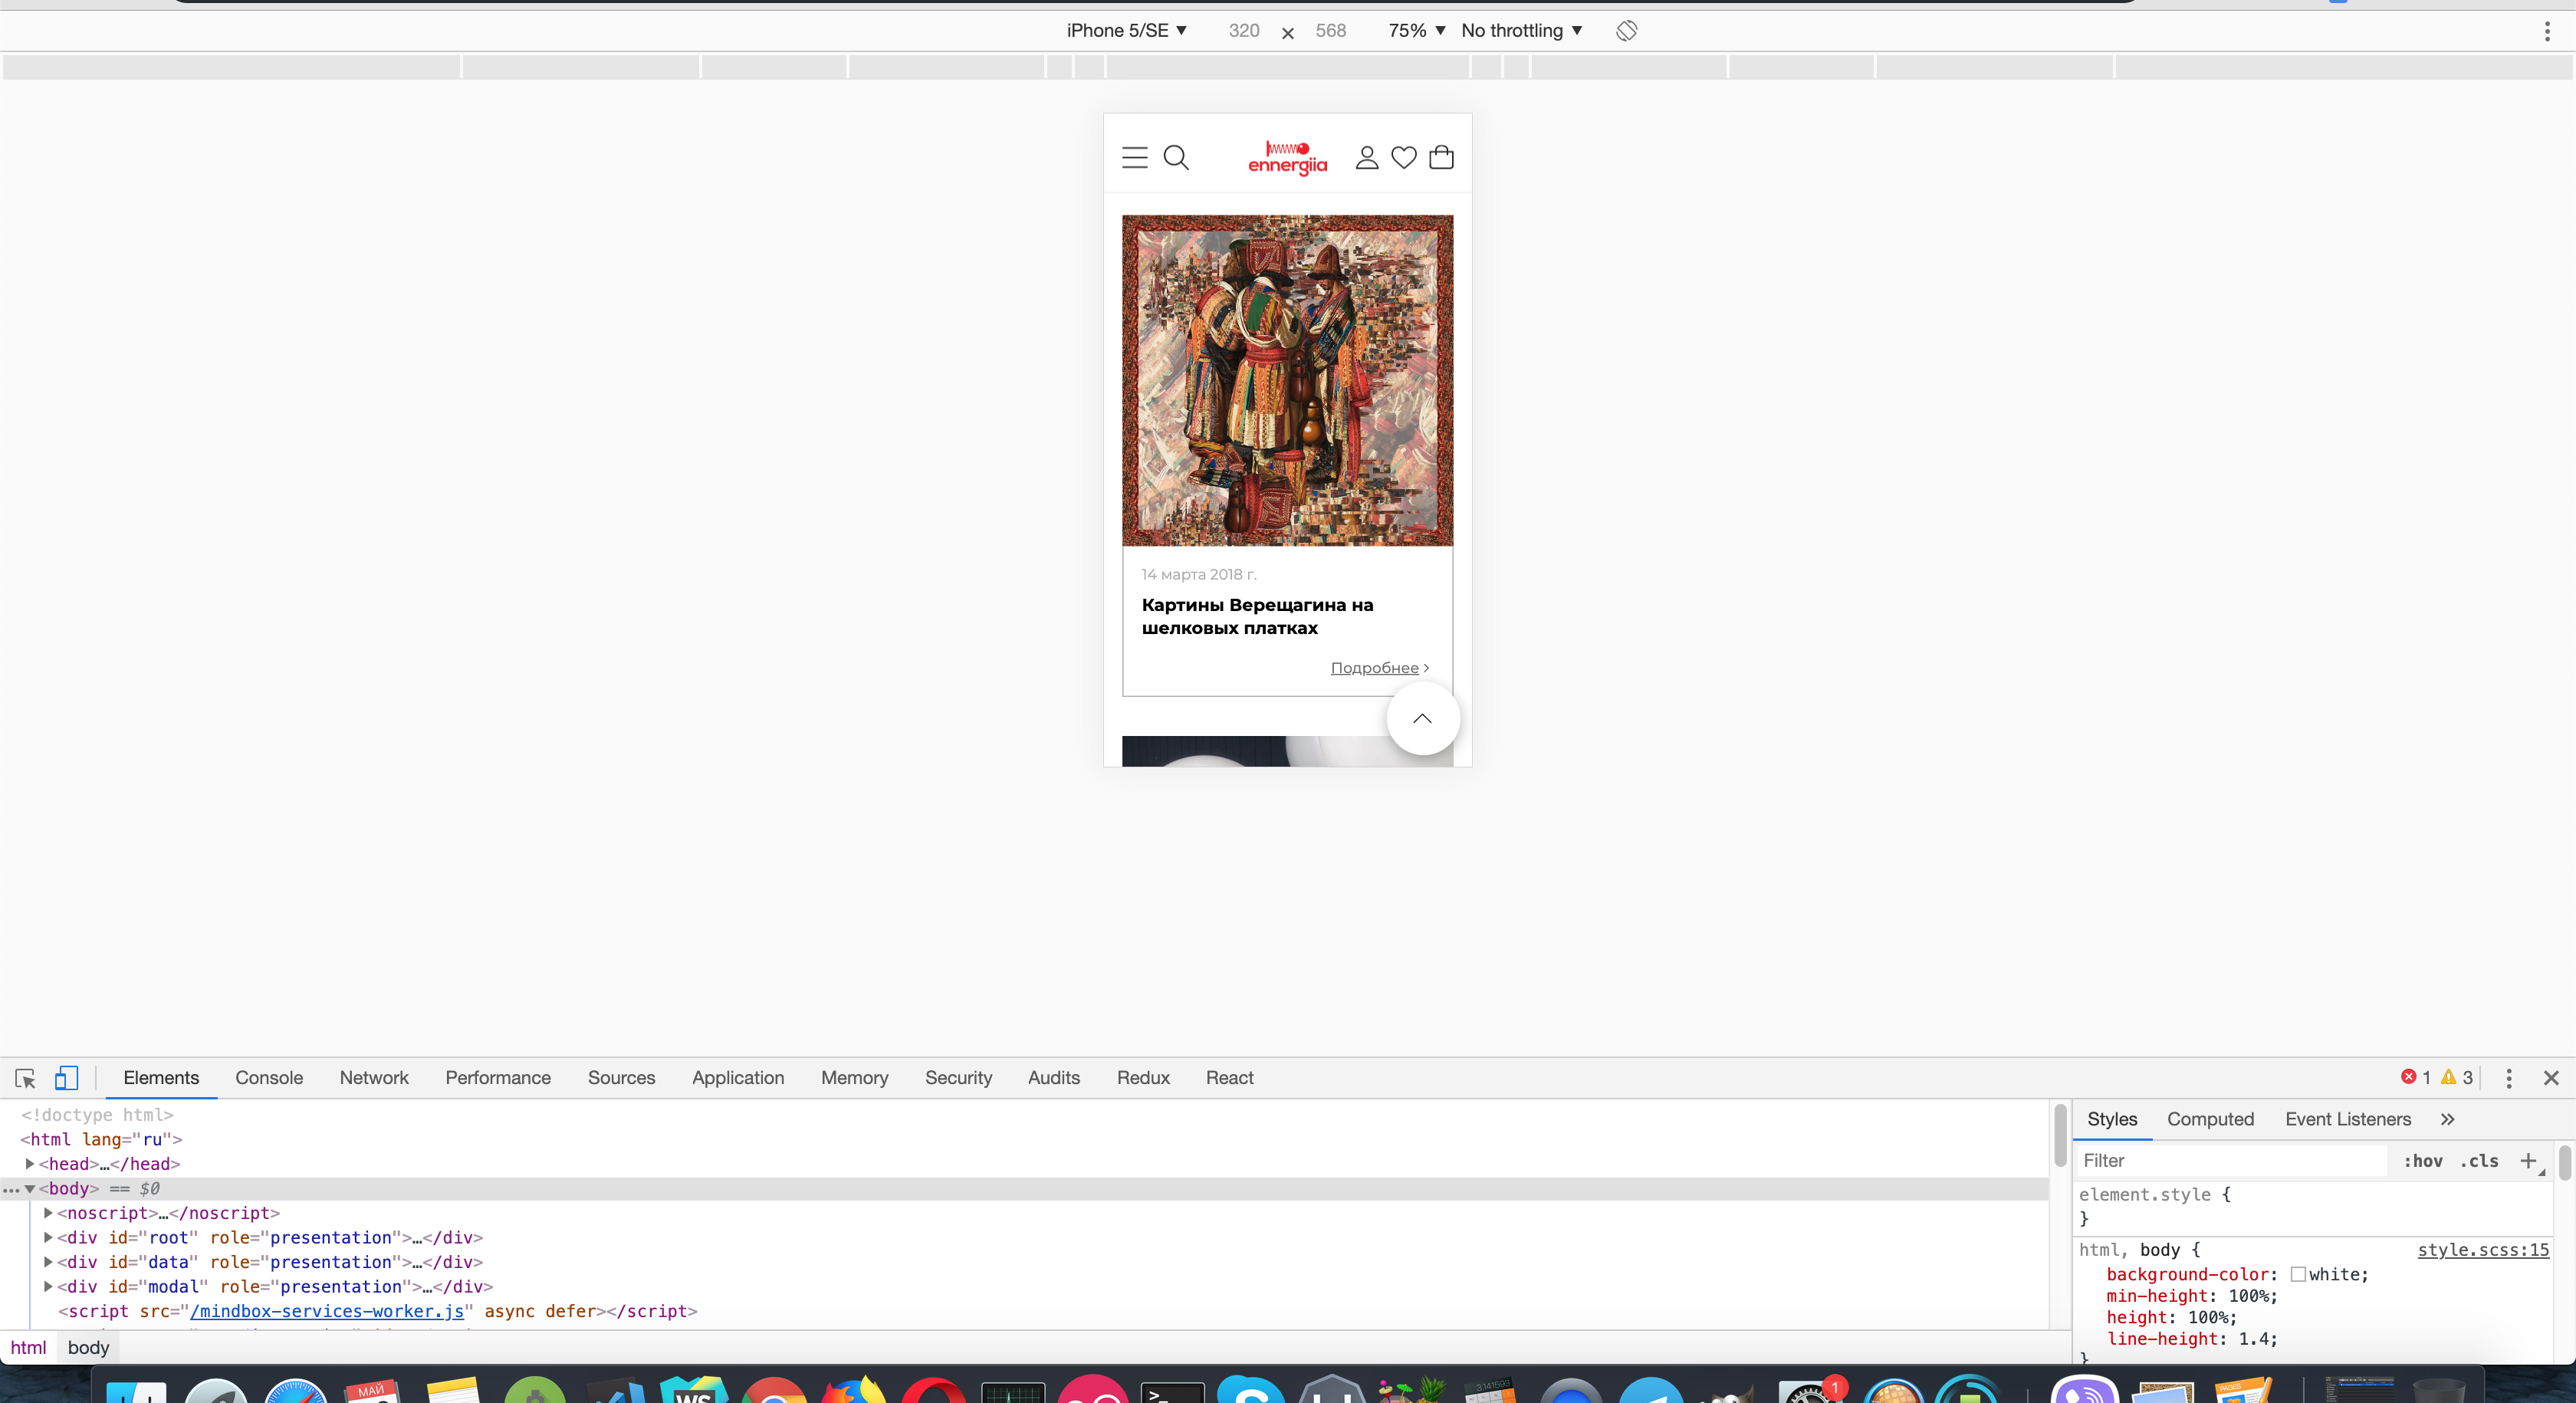 iPhone 5/SE ▼ 320 × 568 75% ▼ No throttling ▼
ennergiia
14 марта 2018 г.
Картины Верещагина на
шелковых платках
Подробнее ›
Elements Console Network Performance Sources Application Memory Security Audits Redux React 1 3
<!doctype html>
<html lang="ru">
<head>…</head>
<body> == $0
<noscript>…</noscript>
<div id="root" role="presentation">…</div>
<div id="data" role="presentation">…</div>
<div id="modal" role="presentation">…</div>
<script src="/mindbox-services-worker.js" async defer></script>
html body
Styles Computed Event Listeners »
Filter :hov .cls +
element.style {
}
html, body { style.scss:15
background-color: white;
min-height: 100%;
height: 100%;
line-height: 1.4;
}
МАЙ
WS
3.141593
1
PAGES